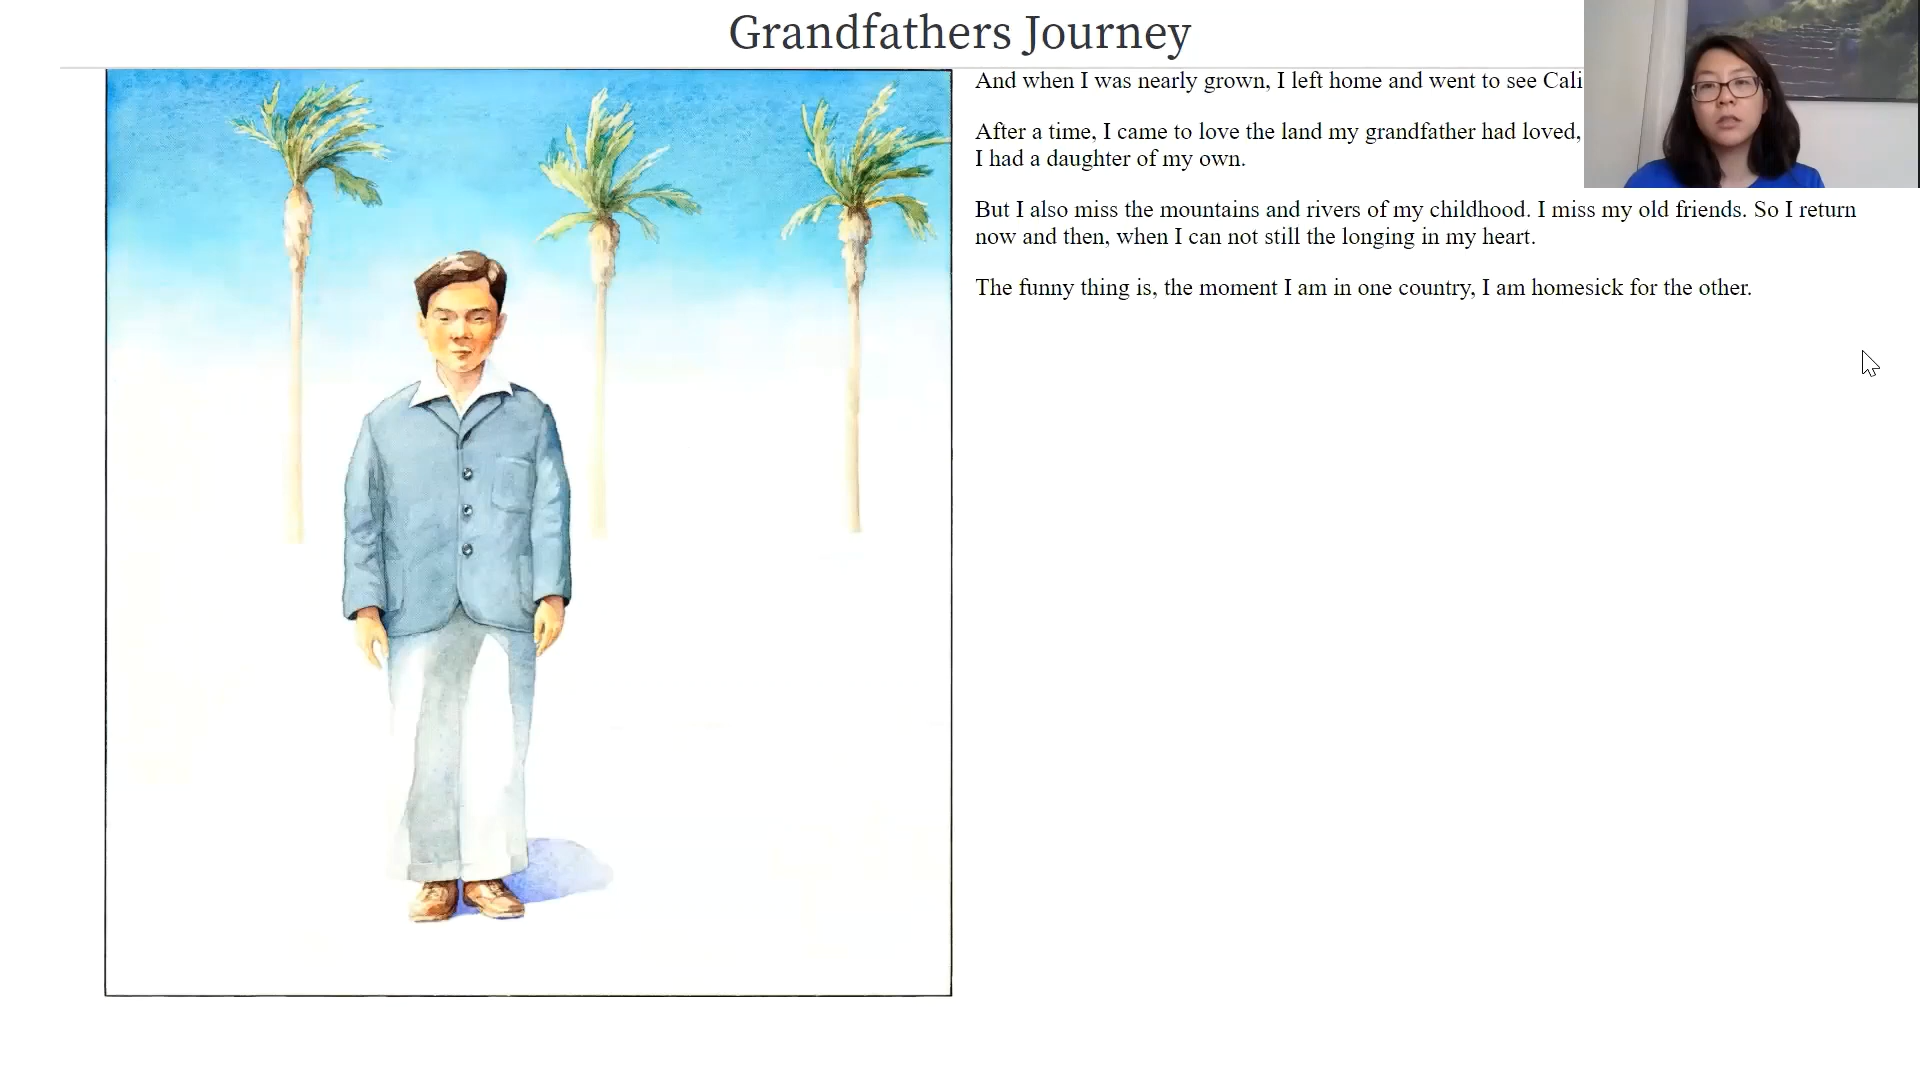 Grandfathers Journey
And when I was nearly grown, I left home and went to see Cali
After a time, I came to love the land my grandfather had loved,
I had a daughter of my own.
But I also miss the mountains and rivers of my childhood. I miss my old friends. So I return
now and then, when I can not still the longing in my heart.
The funny thing is, the moment I am in one country, I am homesick for the other.